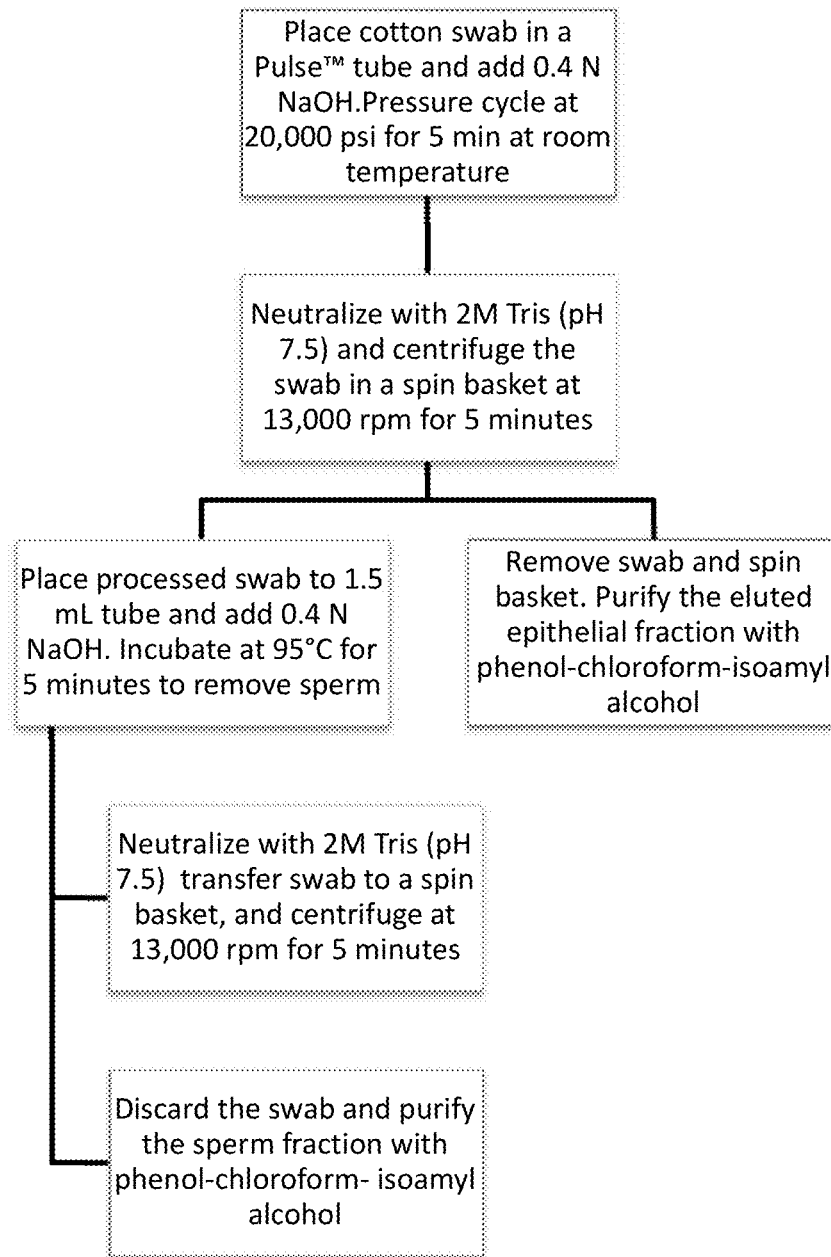 Place cotton swab in a
Pulse™ tube and add 0.4 N
NaOH.Pressure cycle at
20,000 psi for 5 min at room
temperature
Neutralize with 2M Tris (pH
7.5) and centrifuge the
swab in a spin basket at
13,000 rpm for 5 minutes
Place processed swab to 1.5
mL tube and add 0.4 N
NaOH. Incubate at 95°C for
5 minutes to remove sperm
Remove swab and spin
basket. Purify the eluted
epithelial fraction with
phenol-chloroform-isoamyl
alcohol
Neutralize with 2M Tris (pH
7.5) transfer swab to a spin
basket, and centrifuge at
13,000 rpm for 5 minutes
Discard the swab and purify
the sperm fraction with
phenol-chloroform- isoamyl
alcohol